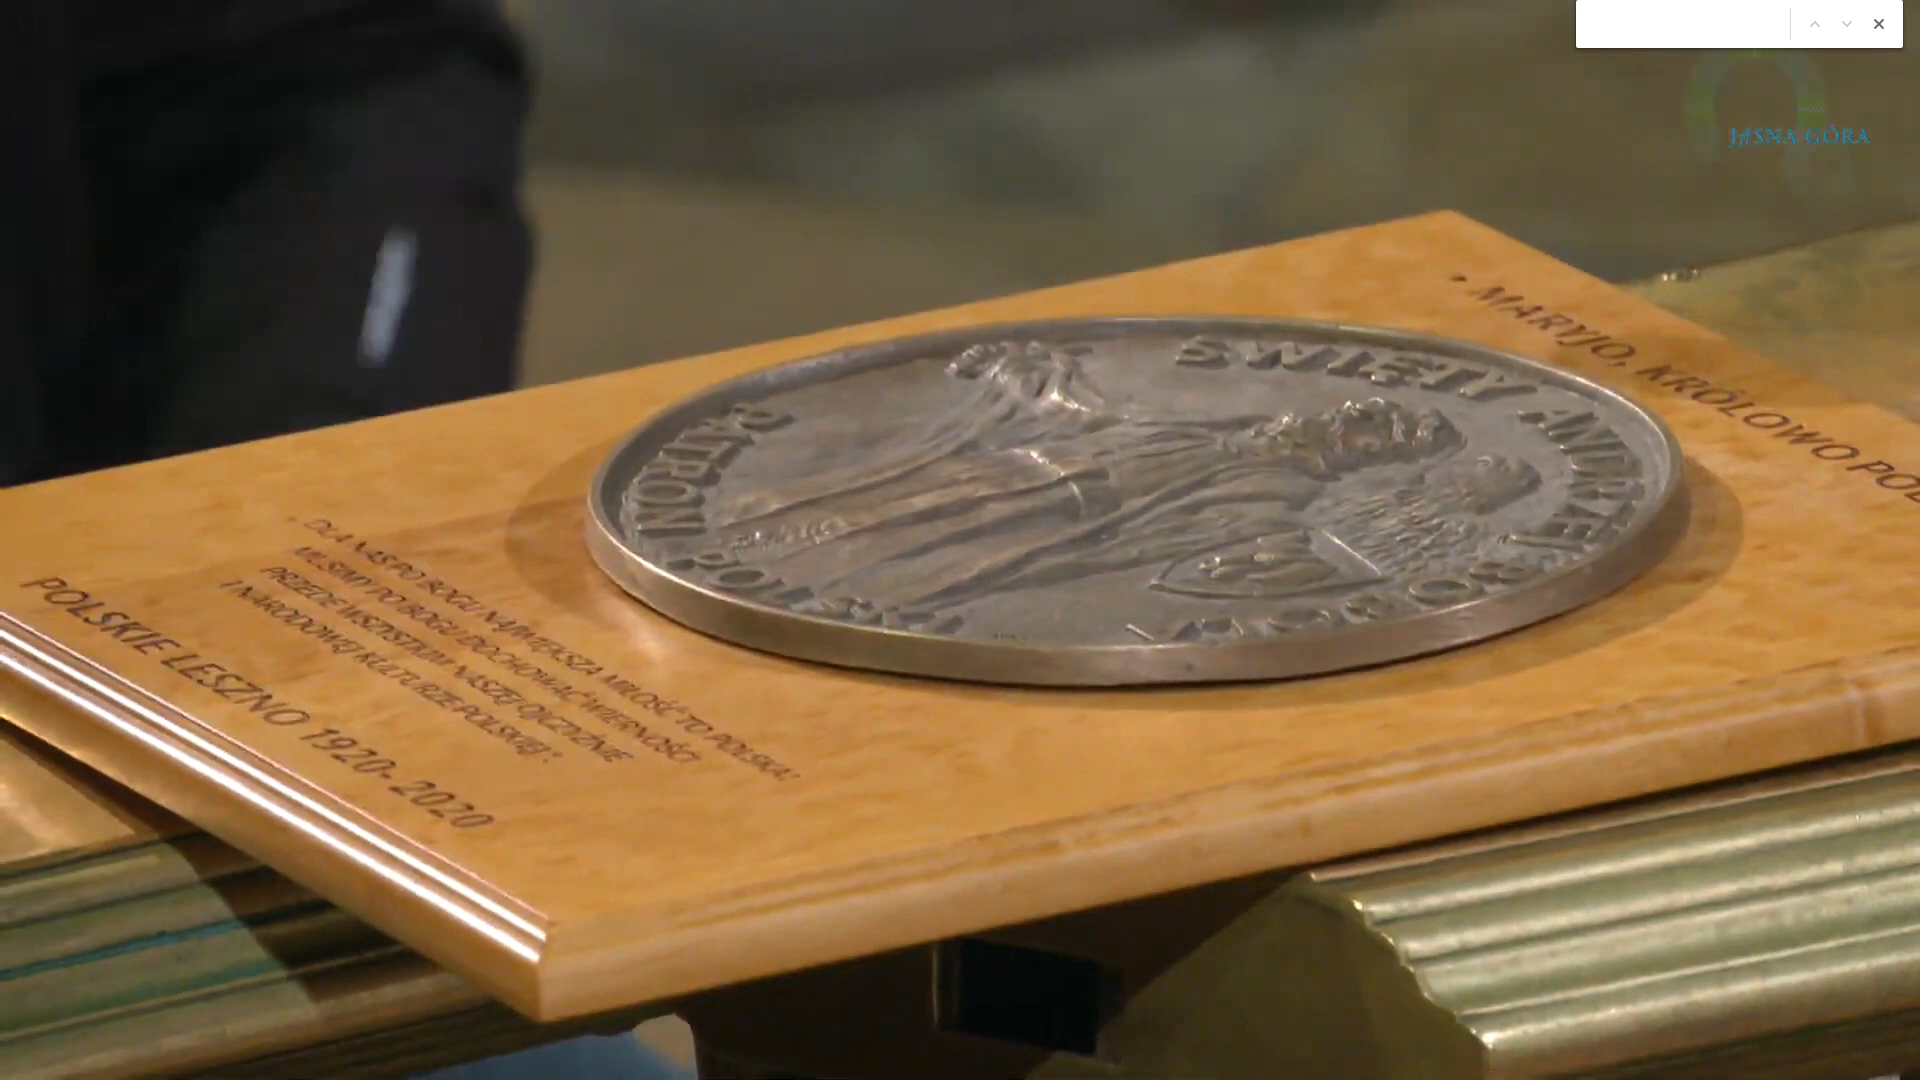 JASNA GÓRA
• MARYJO, KRÓLOWO POL
ŚWIĘTY ANDRZEJ BOBOLA
PATRON POLSKI
„DLA NAS PO BOGU NAJWIĘKSZA MIŁOŚĆ TO POLSKA!
MUSIMY PO BOGU DOCHOWAĆ WIERNOŚCI
PRZEDE WSZYSTKIM NASZEJ OJCZYŹNIE
I NARODOWEJ KULTURZE POLSKIEJ".
POLSKIE LESZNO 1920-2020